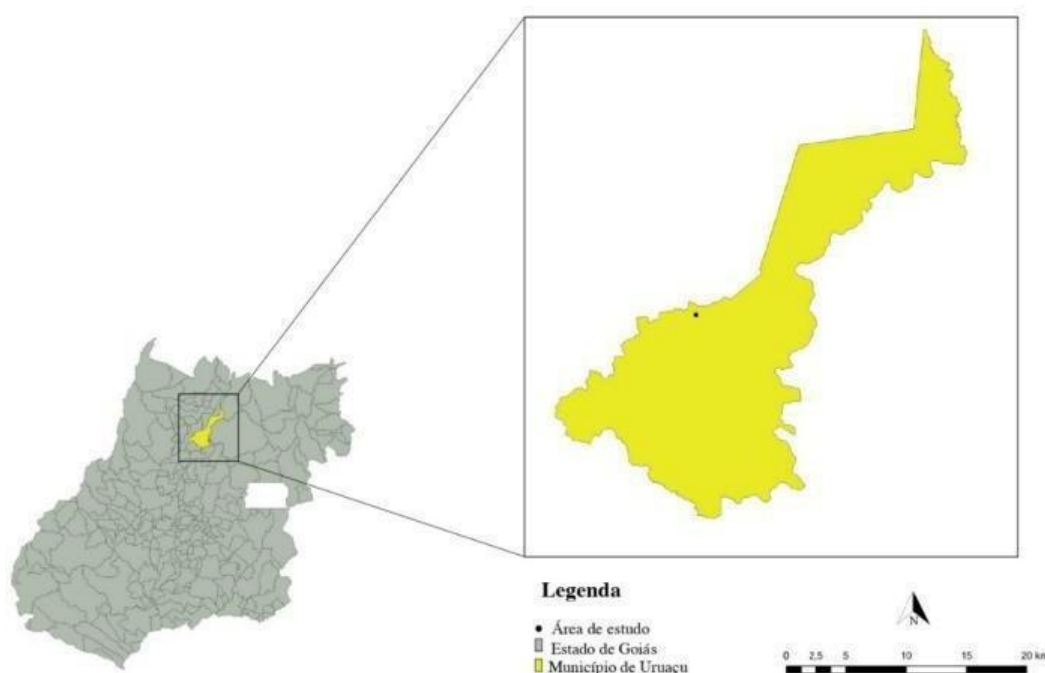 Legenda
Área de estudo
Estado de Goiás
Município de Uruaçu
N
0 2,5 5 10 15 20 km